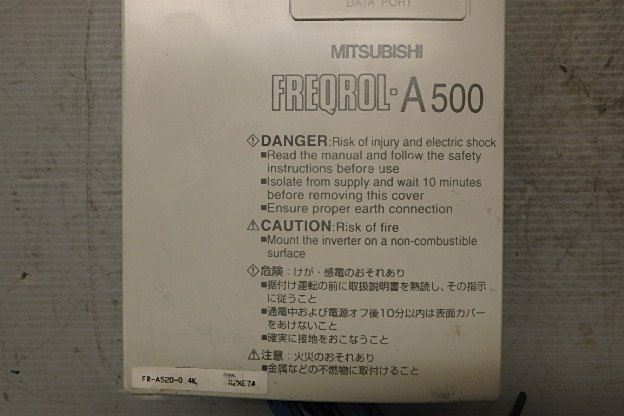 DATA PORT
MITSUBISHI
FREQROL-A500
DANGER:Risk of injury and electric shock
■Read the manual and follow the safety
instructions before use
■Isolate from supply and wait 10 minutes
before removing this cover
■Ensure proper earth connection
CAUTION:Risk of fire
■Mount the inverter on a non-combustible
surface
危険：けが・感電のおそれあり
■据付け運転の前に取扱説明書を熟読し、その指示
に従うこと
■通電中および電源オフ後10分以内は表面カバー
をあけないこと
■確実に接地をおこなうこと
注意：火災のおそれあり
■金属などの不燃物に取付けること
FR-A520-0.4K